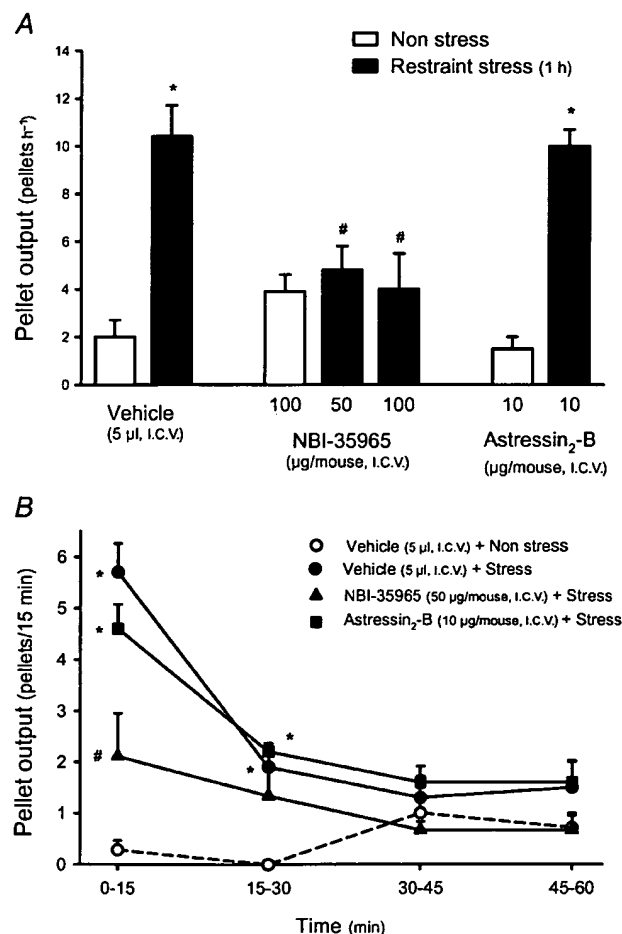 A
Non stress
Restraint stress (1 h)
Pellet output (pellets h⁻¹)
14
12
10
8
6
4
2
0
*
#
#
*
100 50 100 10 10
Vehicle
(5 µl, I.C.V.)
NBI-35965
(µg/mouse, I.C.V.)
Astressin₂-B
(µg/mouse, I.C.V.)
B
Vehicle (5 µl, I.C.V.) + Non stress
Vehicle (5 µl, I.C.V.) + Stress
NBI-35965 (50 µg/mouse, I.C.V.) + Stress
Astressin₂-B (10 µg/mouse, I.C.V.) + Stress
Pellet output (pellets/15 min)
6
5
4
3
2
1
0
*
*
#
*
*
0-15 15-30 30-45 45-60
Time (min)